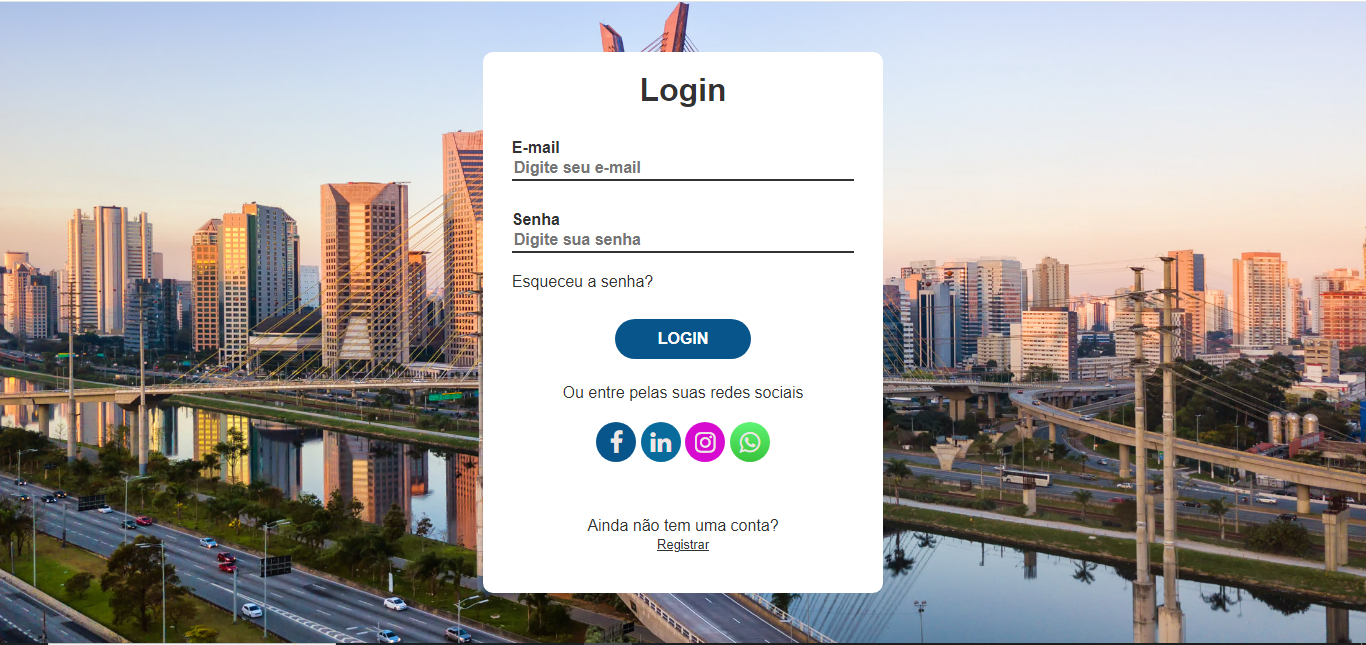 Login
E-mail
Digite seu e-mail
Senha
Digite sua senha
Esqueceu a senha?
LOGIN
Ou entre pelas suas redes sociais
Ainda não tem uma conta?
Registrar